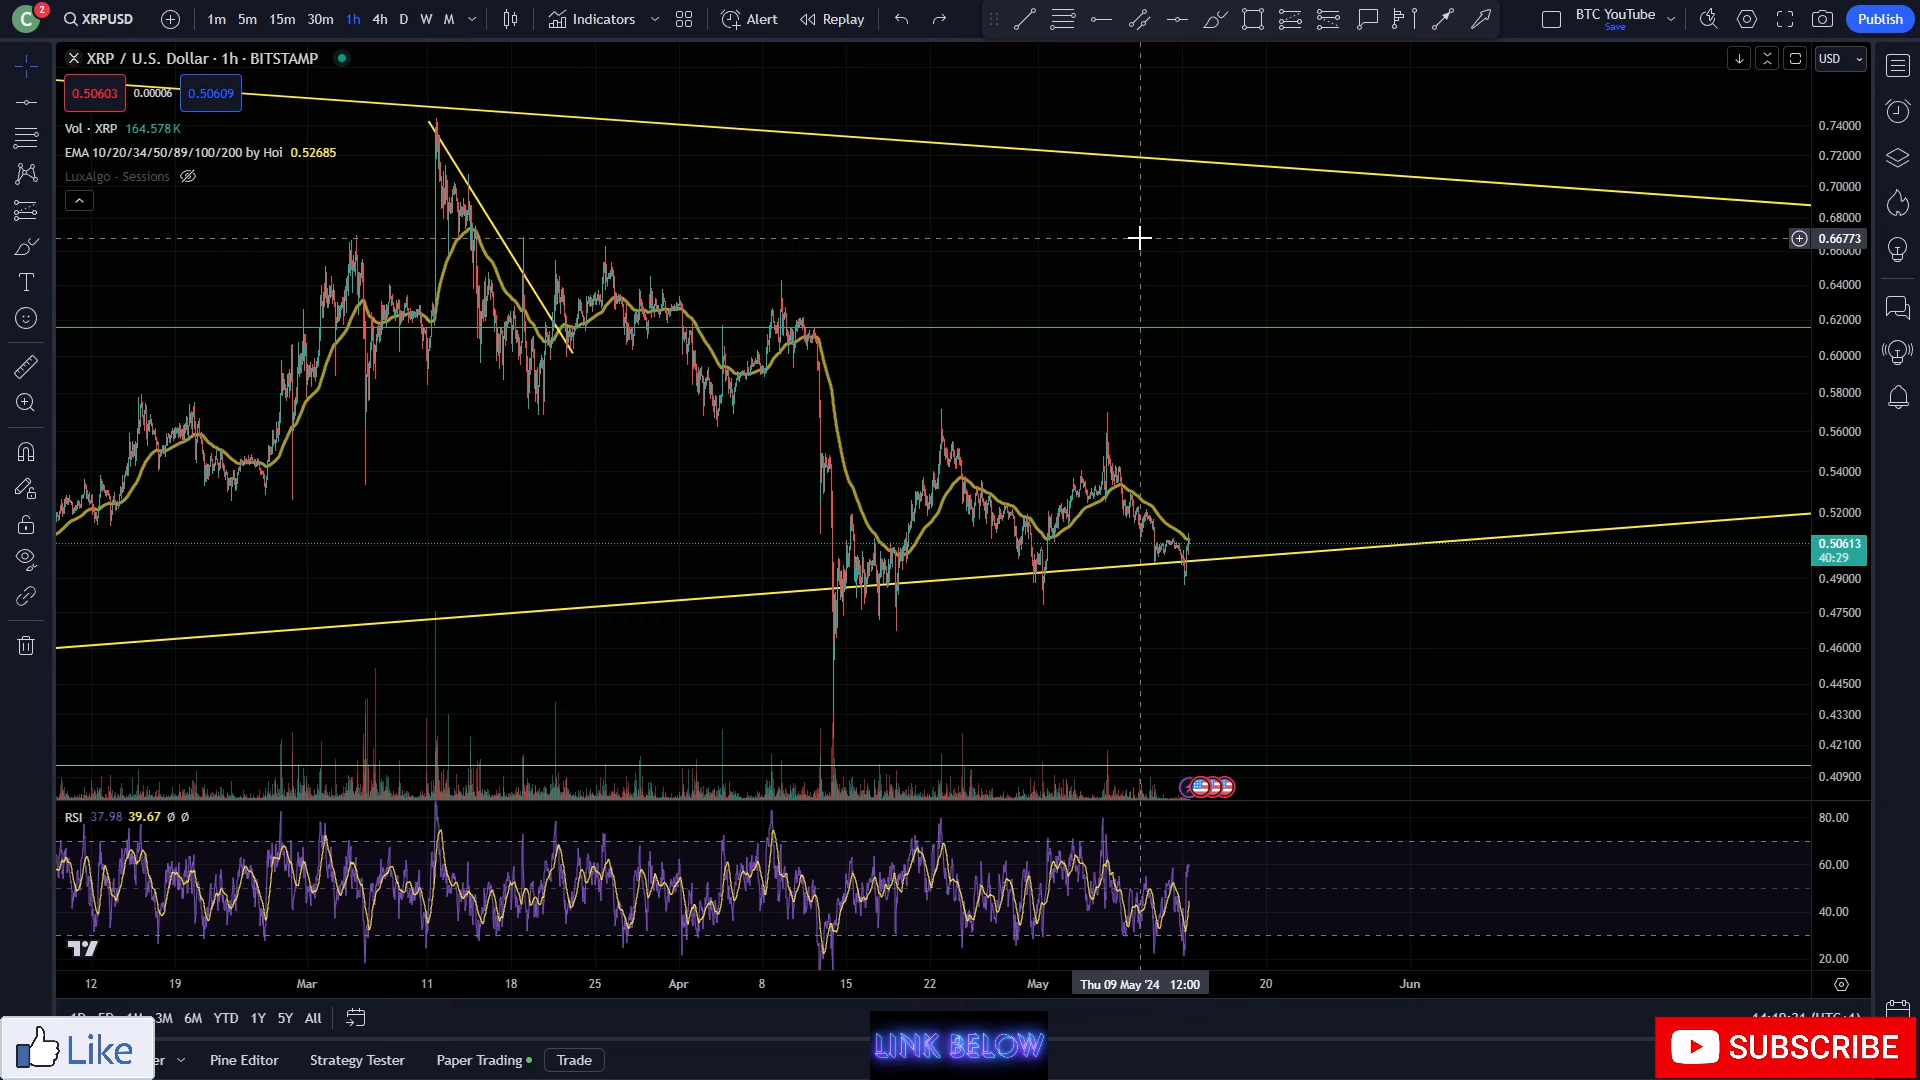 C 2 XRPUSD 1m 5m 15m 30m 1h 4h D W M Indicators Alert Replay BTC YouTube Save Publish
XRP / U.S. Dollar · 1h · BITSTAMP USD
0.50603 0.00006 0.50609
Vol · XRP 164.578K
EMA 10/20/34/50/89/100/200 by Hoi 0.52685
LuxAlgo - Sessions
0.74000
0.72000
0.70000
0.68000
0.66773
0.66000
0.64000
0.62000
0.60000
0.58000
0.56000
0.54000
0.52000
0.50613
40:29
0.49000
0.47500
0.46000
0.44500
0.43300
0.42100
0.40900
RSI 37.98 39.67 Ø Ø
80.00
60.00
40.00
20.00
12 19 Mar 11 18 25 Apr 8 15 22 May Thu 09 May '24 12:00 20 Jun
3M 6M YTD 1Y 5Y All
Like
Pine Editor Strategy Tester Paper Trading Trade
LINK BELOW
SUBSCRIBE